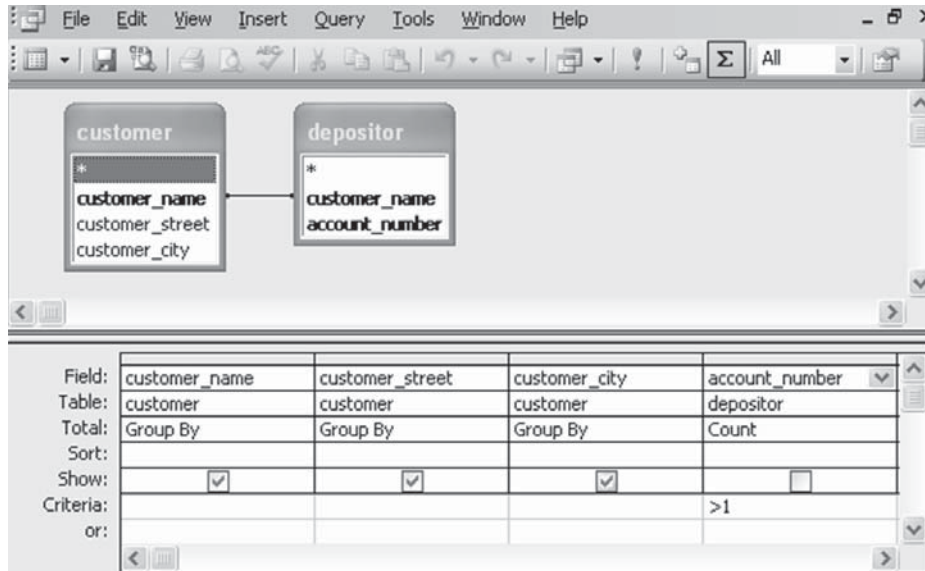 File Edit View Insert Query Tools Window Help
ABC Σ All
customer
*
customer_name
customer_street
customer_city
depositor
*
customer_name
account_number
Field: customer_name customer_street customer_city account_number
Table: customer customer customer depositor
Total: Group By Group By Group By Count
Sort:
Show:
Criteria: >1
or: